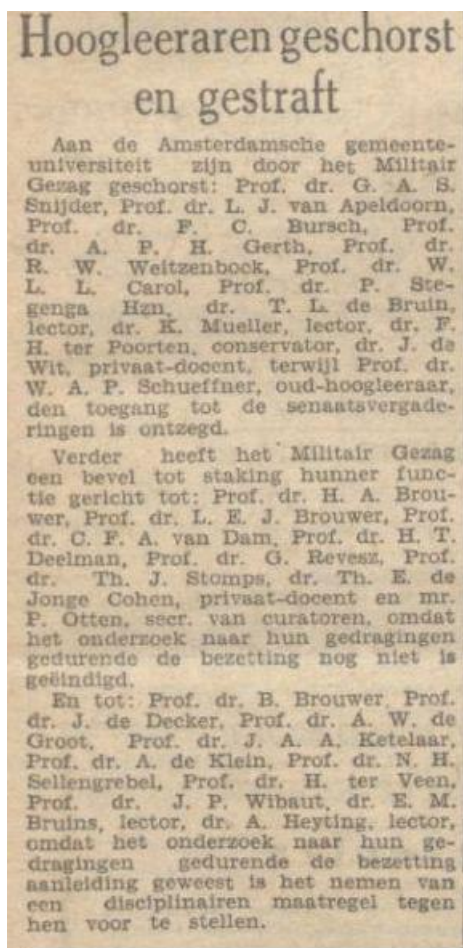 Hoogleeraren geschorst
en gestraft
Aan de Amsterdamsche gemeente-
universiteit zijn door het Militair
Gezag geschorst: Prof. dr. G. A. S.
Snijder, Prof. dr. L. J. van Apeldoorn,
Prof. dr. F. C. Bursch, Prof.
dr. A. P. H. Gerth, Prof. dr.
R. W. Weitzenbock, Prof. dr. W.
L. L. Carol, Prof. dr. P. Ste-
genga Hzn, dr. T. L. de Bruin,
lector, dr. K. Mueller, lector, dr. F.
H. ter Poorten, conservator, dr. J. de
Wit, privaat-docent, terwijl Prof. dr.
W. A. P. Schueffner, oud-hoogleeraar,
den toegang tot de senaatsvergade-
ringen is ontzegd.
Verder heeft het Militair Gezag
een bevel tot staking hunner func-
tie gericht tot: Prof. dr. H. A. Brou-
wer, Prof. dr. L. E. J. Brouwer, Prof.
dr. C. F. A. van Dam, Prof. dr. H. T.
Deelman, Prof. dr. G. Revesz, Prof.
dr. Th. J. Stomps, dr. Th. E. de
Jonge Cohen, privaat-docent en mr.
P. Otten, secr. van curatoren, omdat
het onderzoek naar hun gedragingen
gedurende de bezetting nog niet is
geëindigd.
En tot: Prof. dr. B. Brouwer, Prof.
dr. J. de Decker, Prof. dr. A. W. de
Groot, Prof. dr. J. A. A. Ketelaar,
Prof. dr. A. de Klein, Prof. dr. N. H.
Sellengrebel, Prof. dr. H. ter Veen,
Prof. dr. J. P. Wibaut, dr. E. M.
Bruins, lector, dr. A. Heyting, lector,
omdat het onderzoek naar hun ge-
dragingen gedurende de bezetting
aanleiding geweest is het nemen van
een disciplinairen maatregel tegen
hen voor te stellen.